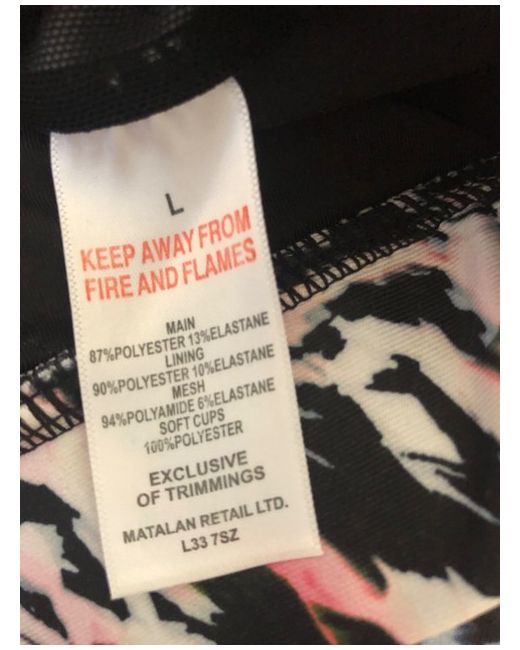 L
KEEP AWAY FROM
FIRE AND FLAMES
MAIN
87%POLYESTER 13%ELASTANE
LINING
90%POLYESTER 10%ELASTANE
MESH
94%POLYAMIDE 6%ELASTANE
SOFT CUPS
100%POLYESTER
EXCLUSIVE
OF TRIMMINGS
MATALAN RETAIL LTD.
L33 7SZ